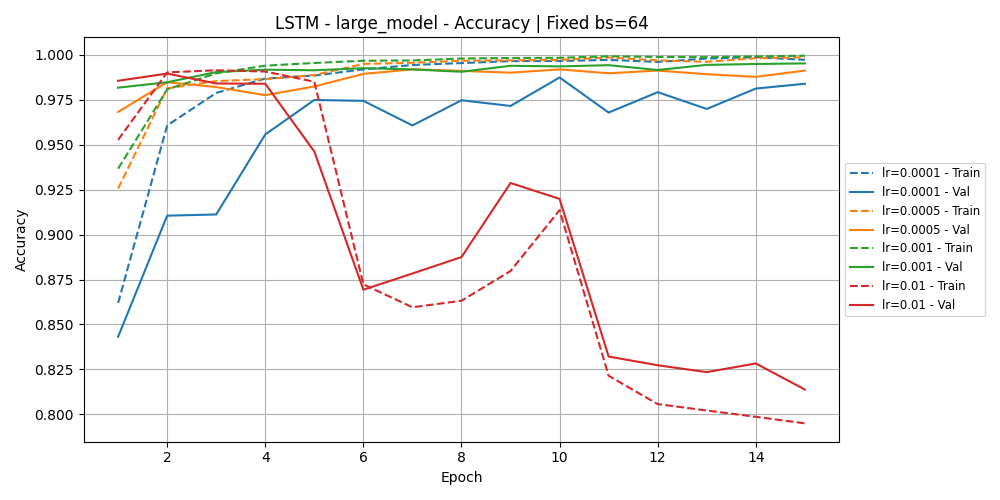 LSTM - large_model - Accuracy | Fixed bs=64
1.000
0.975
0.950
0.925
0.900
0.875
0.850
0.825
0.800
Accuracy
2
4
6
8
10
12
14
Epoch
lr=0.0001 - Train
lr=0.0001 - Val
lr=0.0005 - Train
lr=0.0005 - Val
lr=0.001 - Train
lr=0.001 - Val
lr=0.01 - Train
lr=0.01 - Val